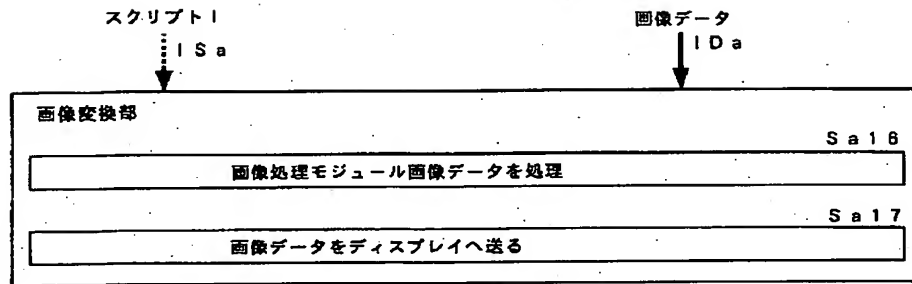 スクリプトI 画像データ
ISa IDa
画像変換部
Sa16
画像処理モジュール画像データを処理
Sa17
画像データをディスプレイへ送る